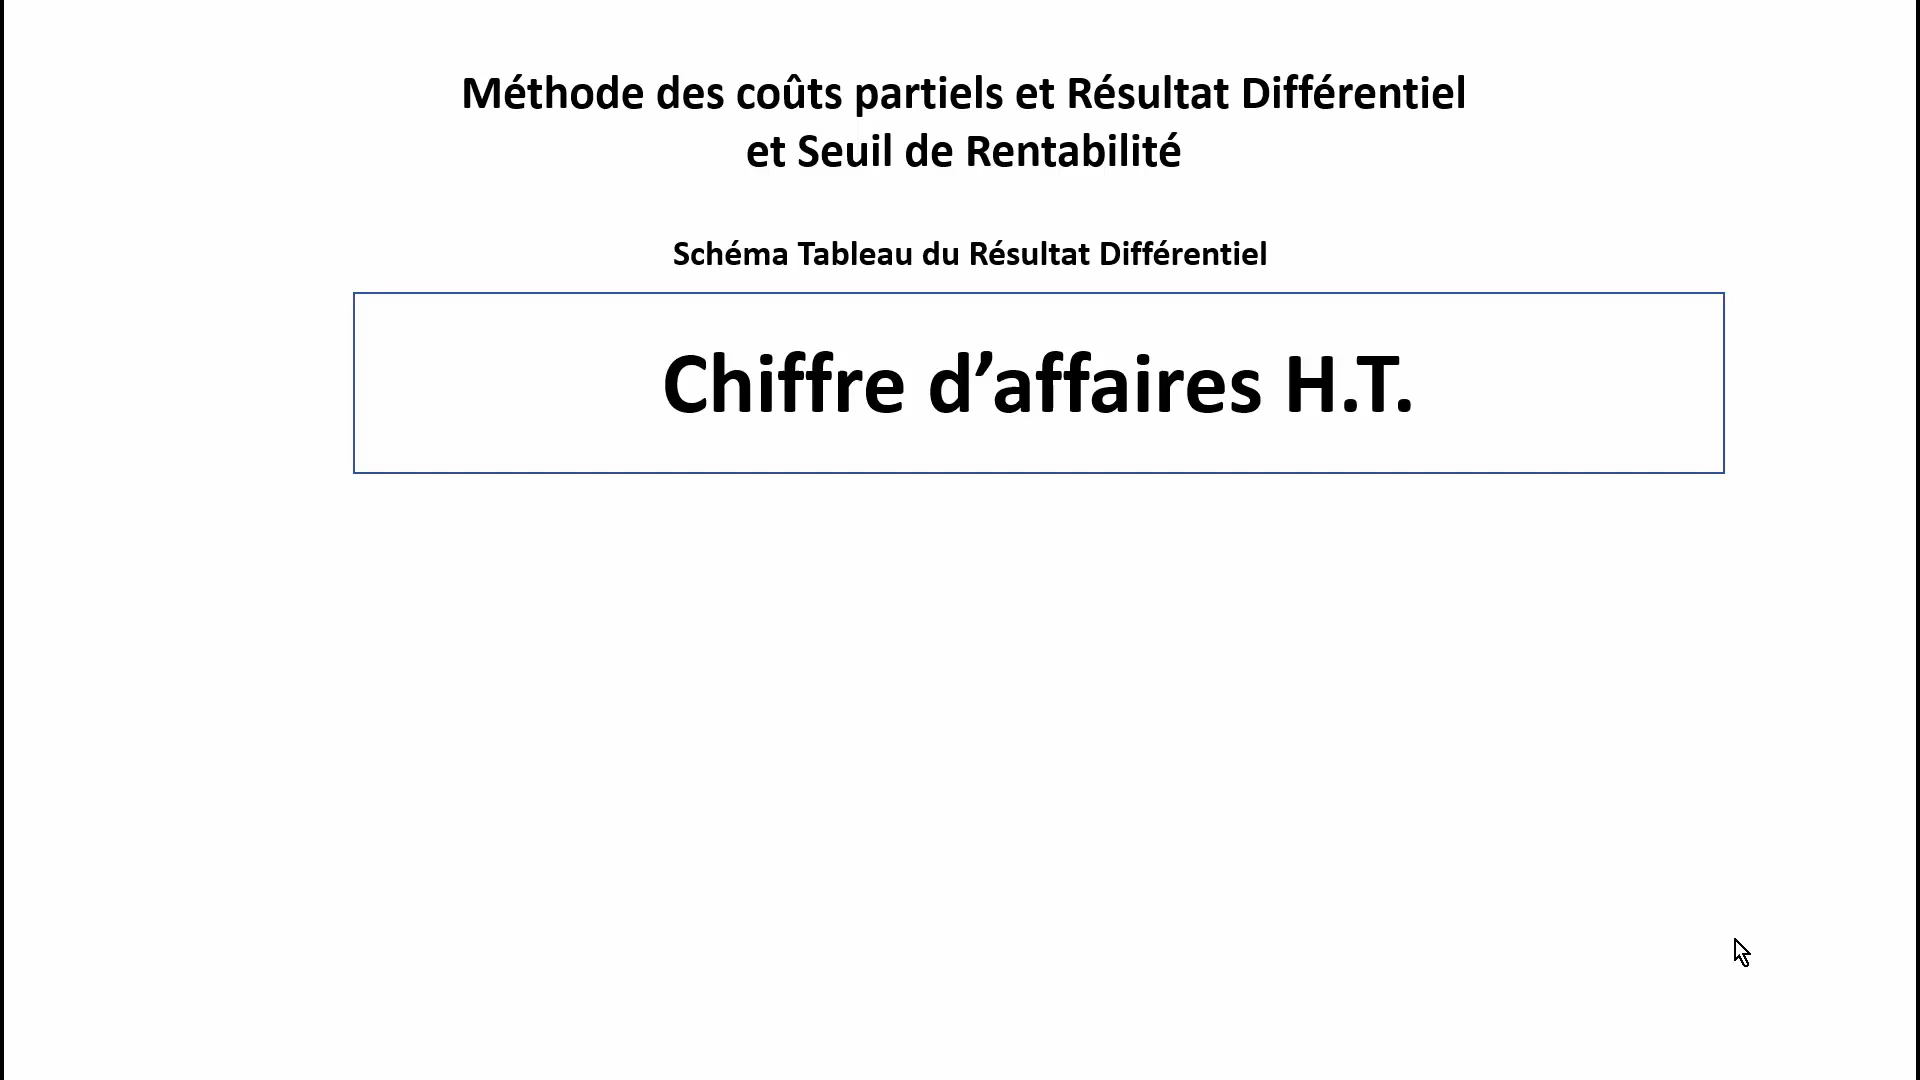 Méthode des coûts partiels et Résultat Différentiel
et Seuil de Rentabilité
Schéma Tableau du Résultat Différentiel
Chiffre d’affaires H.T.